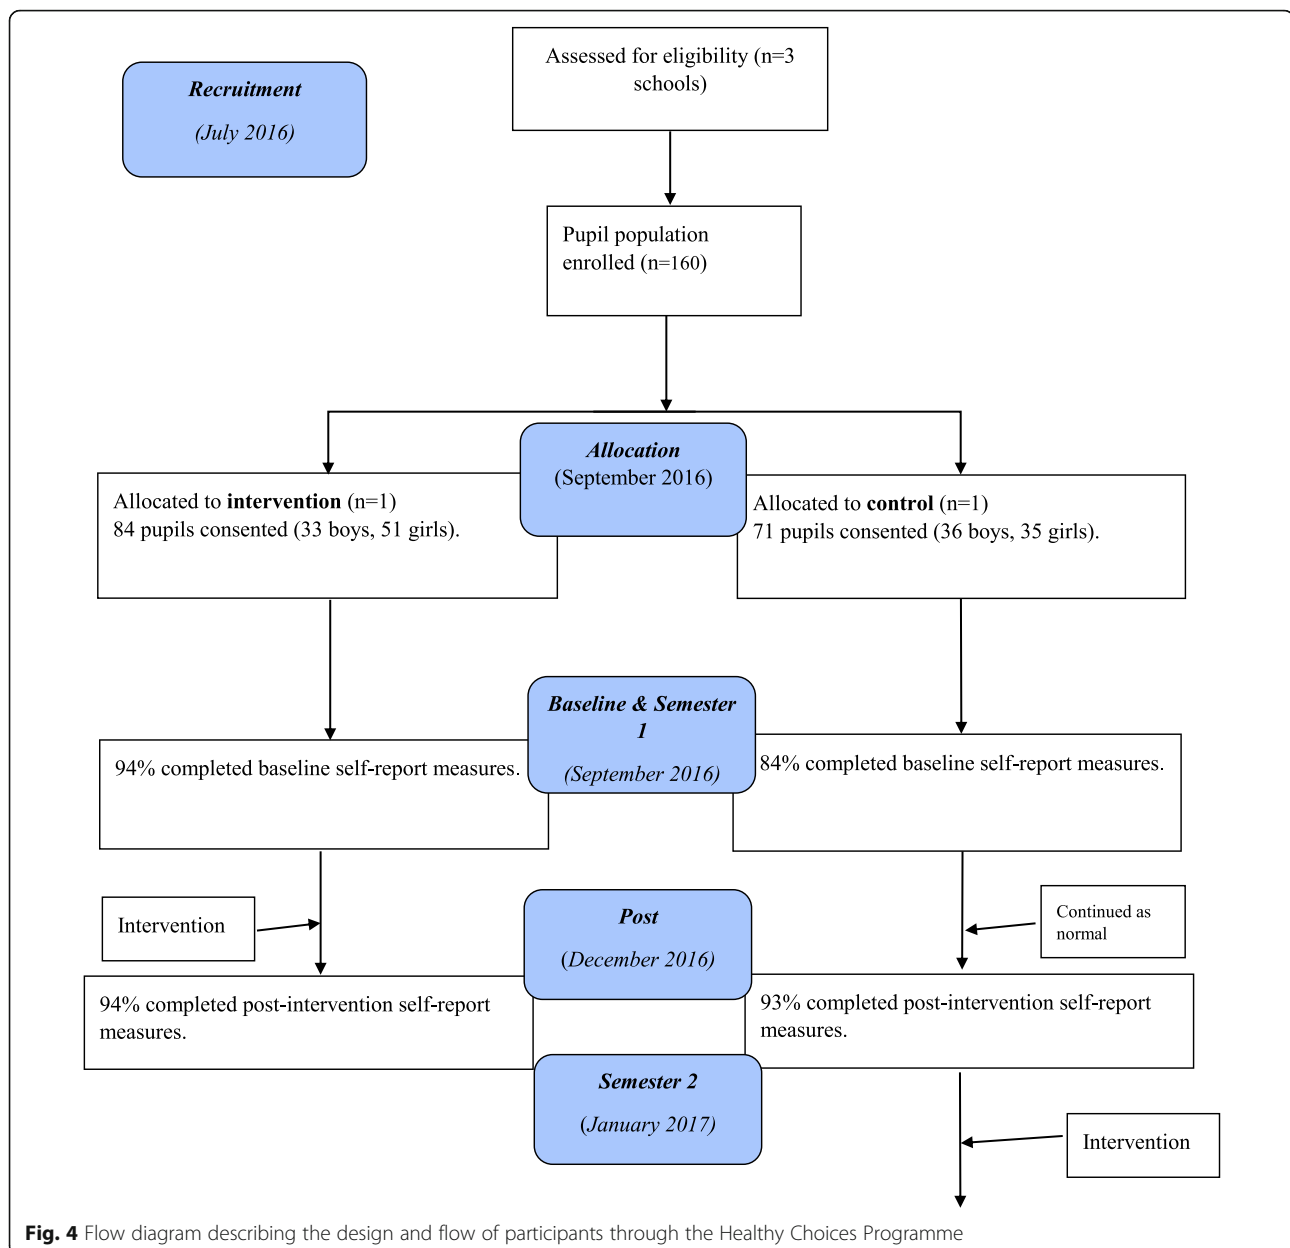 Assessed for eligibility (n=3
schools)
Recruitment
(July 2016)
Pupil population
enrolled (n=160)
Allocation
(September 2016)
Allocated to intervention (n=1)
84 pupils consented (33 boys, 51 girls).
Allocated to control (n=1)
71 pupils consented (36 boys, 35 girls).
Baseline & Semester
1
(September 2016)
94% completed baseline self-report measures.
84% completed baseline self-report measures.
Intervention
Post
(December 2016)
Continued as
normal
94% completed post-intervention self-report
measures.
93% completed post-intervention self-report
measures.
Semester 2
(January 2017)
Intervention
Fig. 4 Flow diagram describing the design and flow of participants through the Healthy Choices Programme